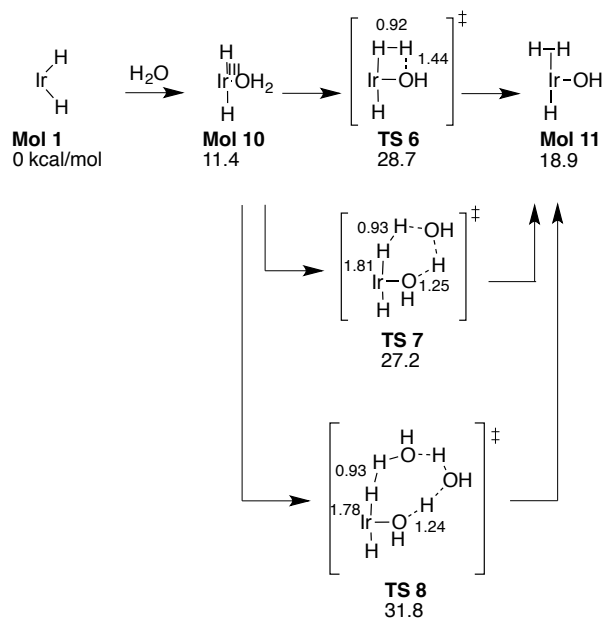 H
Ir
H
Mol 1
0 kcal/mol
H2O
H
Ir OH2
H
Mol 10
11.4
0.92
H-H 1.44
Ir-OH
H
‡
TS 6
28.7
H-H
Ir-OH
H
Mol 11
18.9
0.93 H OH
H H
1.81
Ir-O 1.25
H H
‡
TS 7
27.2
H
O H
0.93 H
OH
H H
1.78
Ir-O 1.24
H H
‡
TS 8
31.8